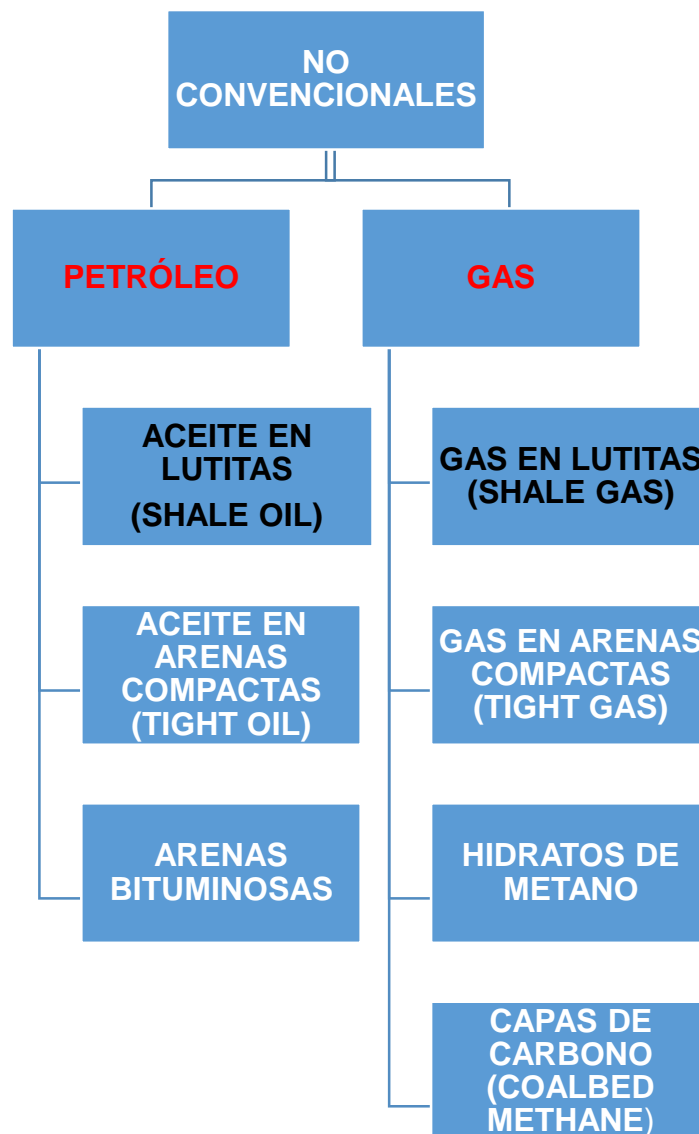 NO
CONVENCIONALES
PETRÓLEO
GAS
ACEITE EN
LUTITAS
(SHALE OIL)
GAS EN LUTITAS
(SHALE GAS)
ACEITE EN
ARENAS
COMPACTAS
(TIGHT OIL)
GAS EN ARENAS
COMPACTAS
(TIGHT GAS)
ARENAS
BITUMINOSAS
HIDRATOS DE
METANO
CAPAS DE
CARBONO
(COALBED
METHANE)